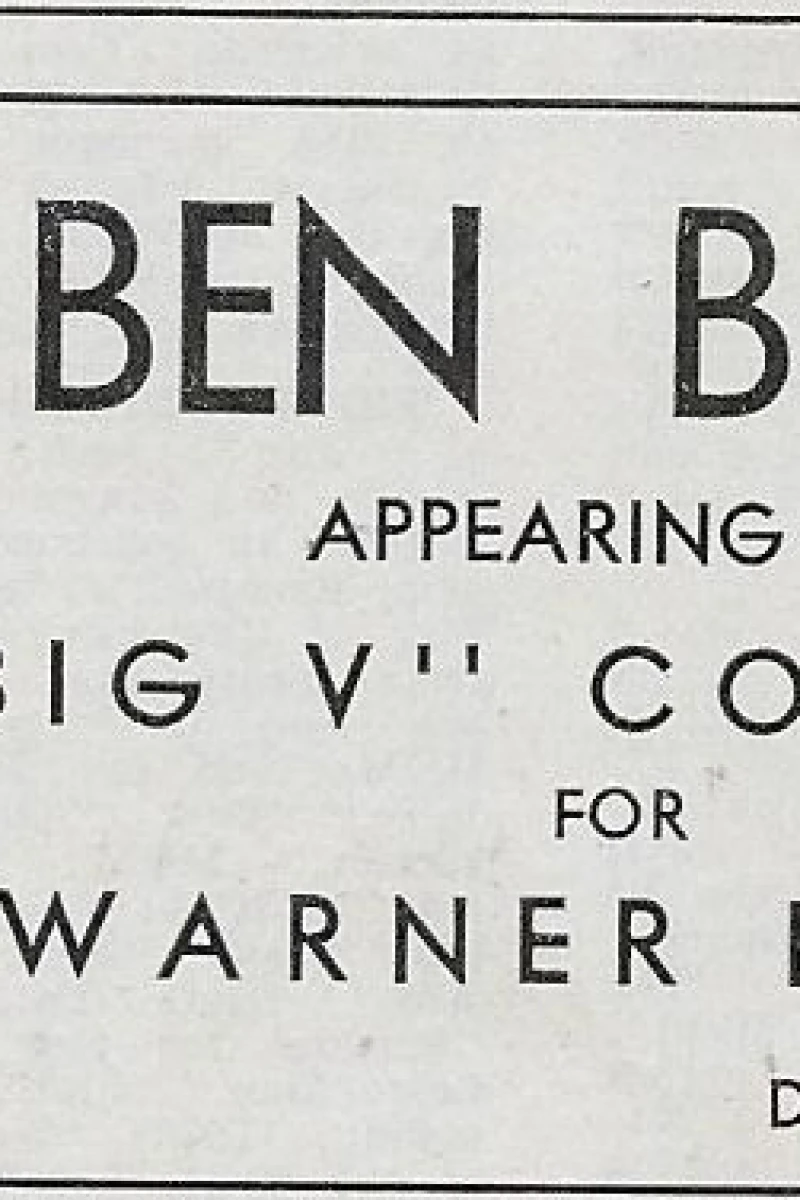 BEN B
APPEARING
BIG V" CO
FOR
WARNER
D